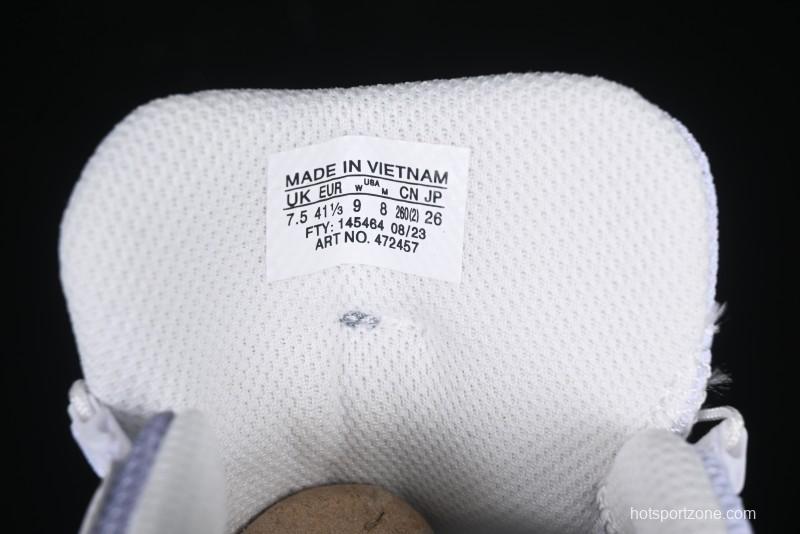 MADE IN VIETNAM
UK EUR W USA M CN JP
7.5 41⅓ 9 8 260(2) 26
FTY: 145464 08/23
ART NO. 472457
hotsportzone.com